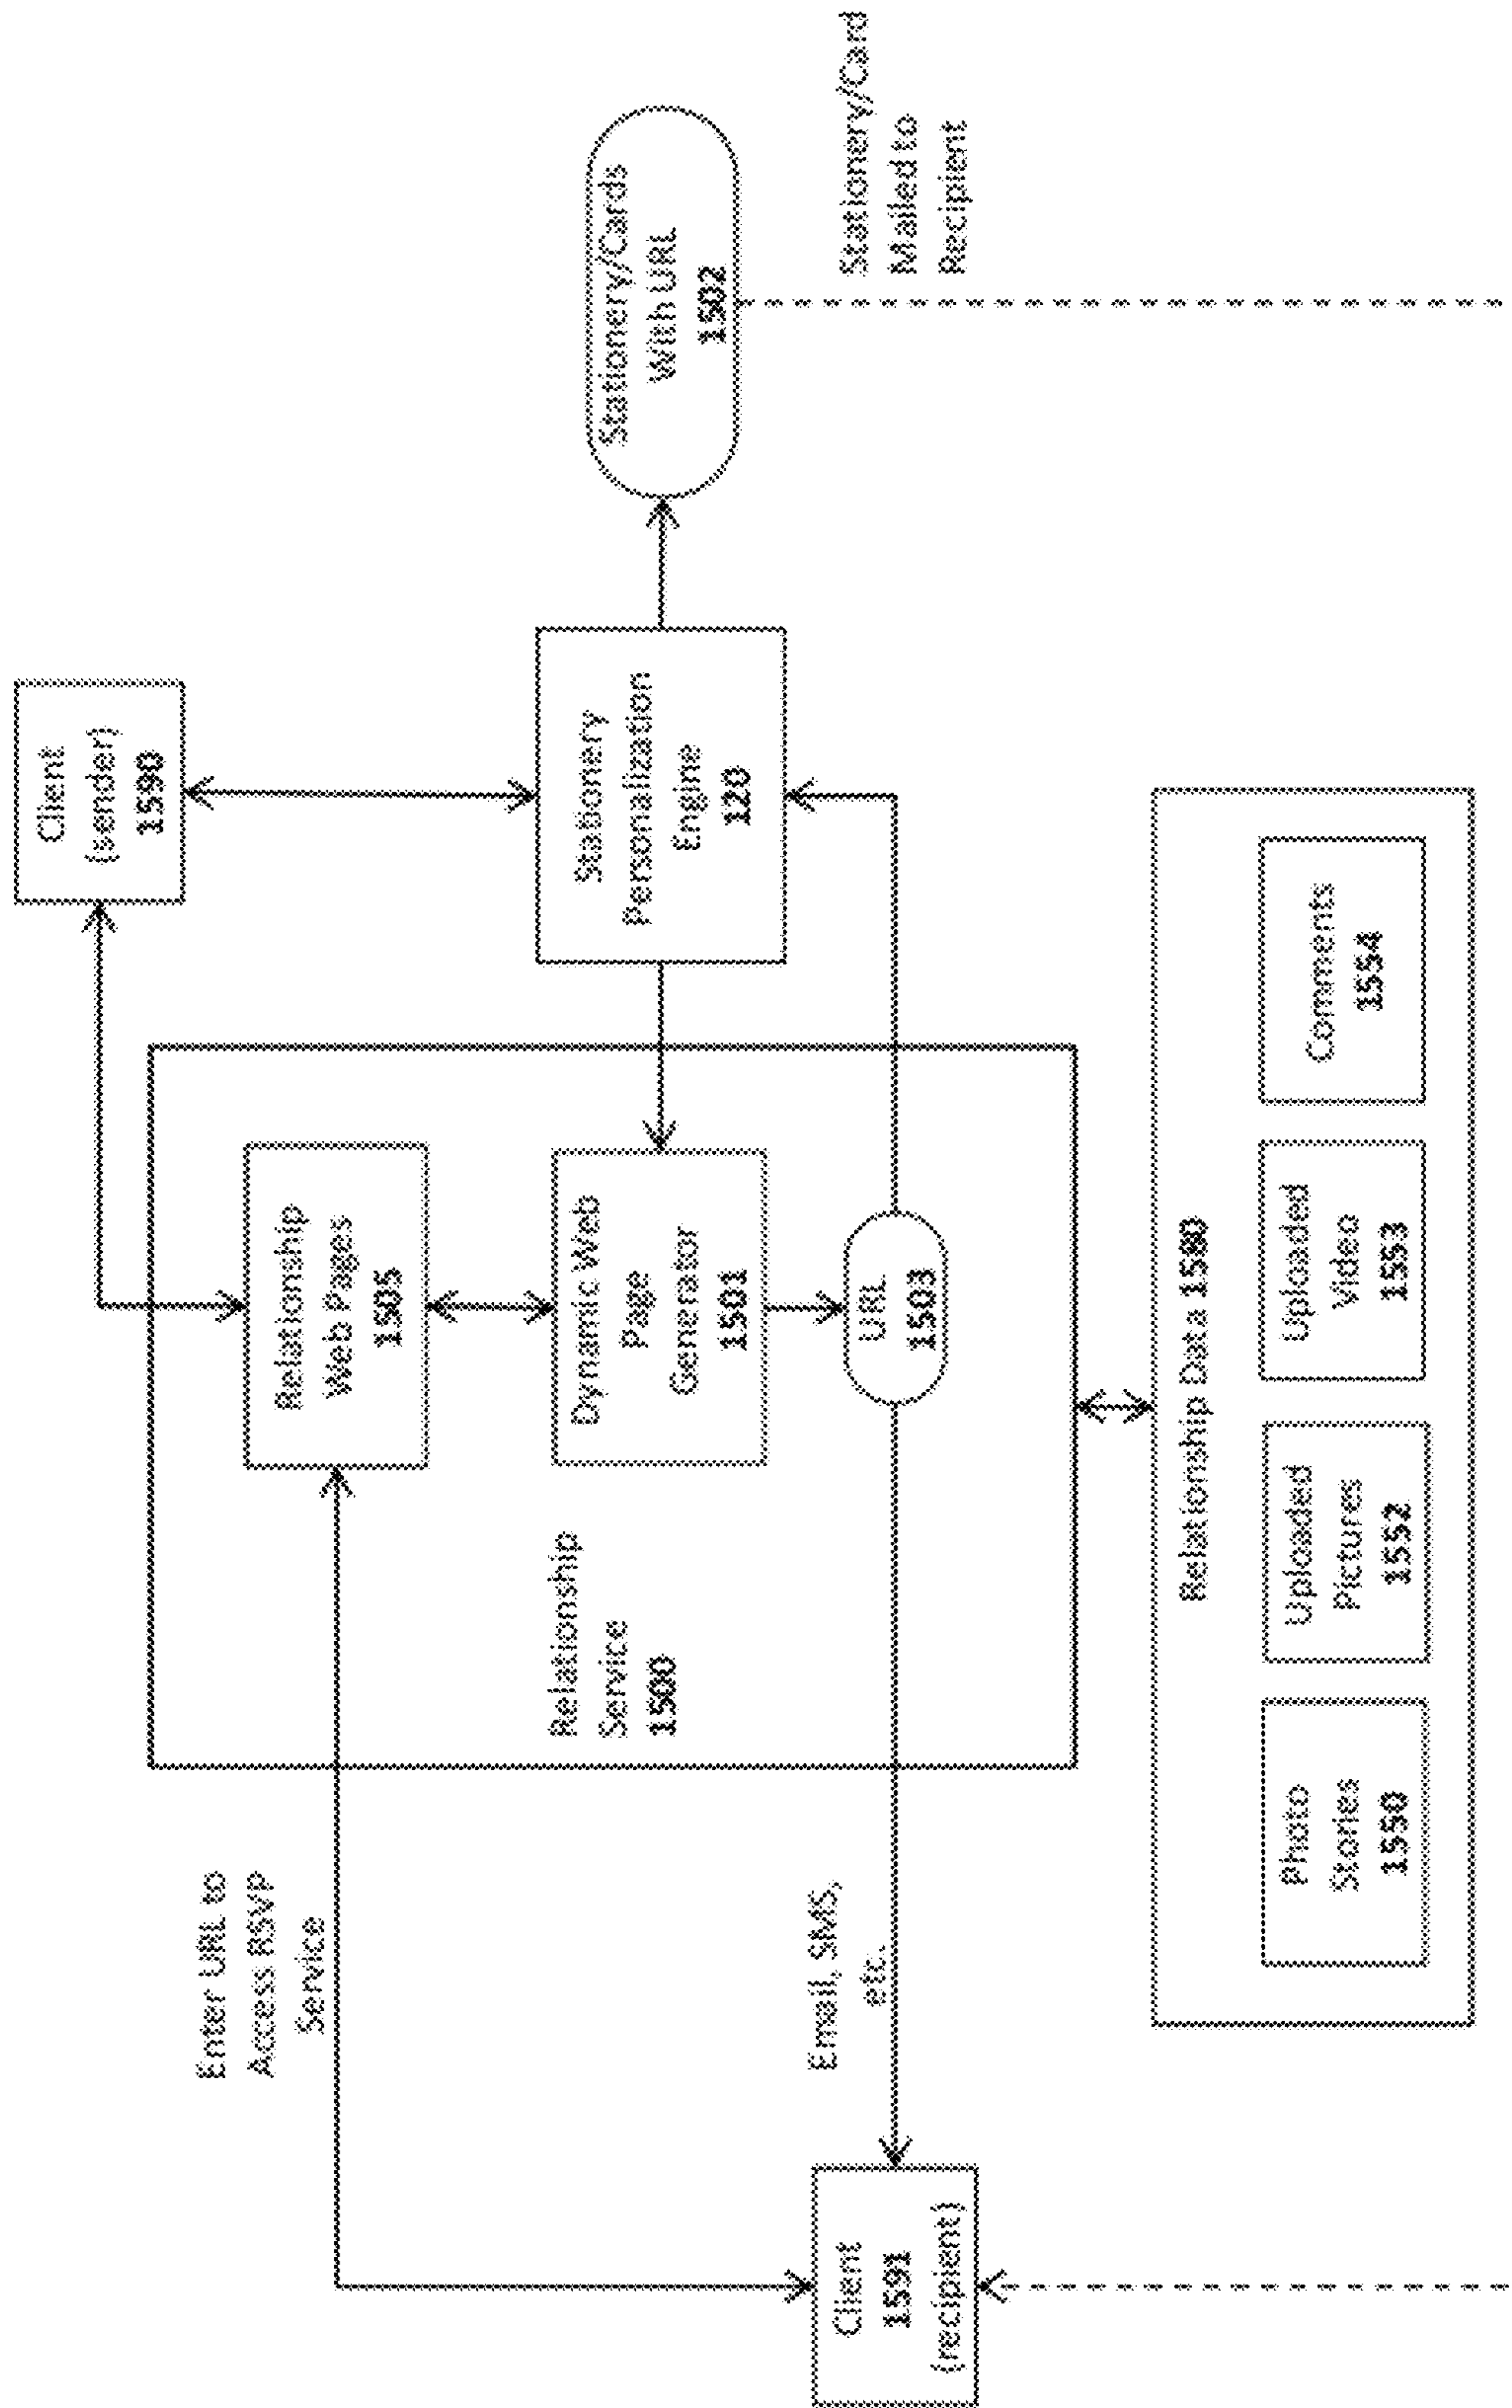 Client
(sender)
1590
Enter URL to
Access RSVP
Service
Relationship
Web Pages
1505
Relationship
Service
1500
Dynamic Web
Page
Generator
1501
Stationery
Personalization
Engine
120
Stationery/Cards
With URL
1502
Client
1591
(recipient)
Email, SMS,
etc.
URL
1503
Stationery/Card
Mailed to
Recipient
Relationship Data 1580
Photo
Stories
1550
Uploaded
Pictures
1552
Uploaded
Video
1553
Comments
1554